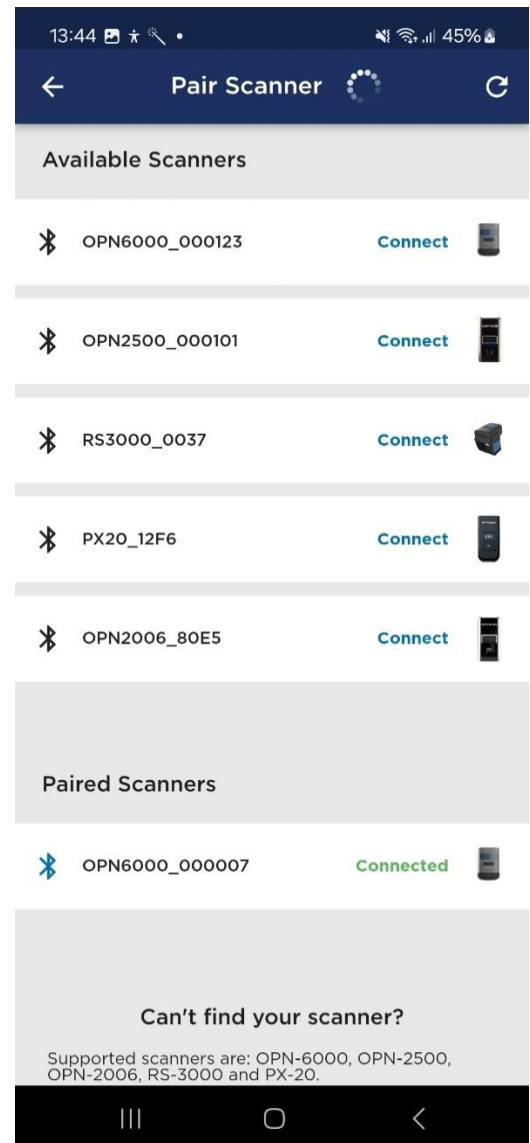 13:44 45%
Pair Scanner
Available Scanners
OPN6000_000123 Connect
OPN2500_000101 Connect
RS3000_0037 Connect
PX20_12F6 Connect
OPN2006_80E5 Connect
Paired Scanners
OPN6000_000007 Connected
Can't find your scanner?
Supported scanners are: OPN-6000, OPN-2500,
OPN-2006, RS-3000 and PX-20.